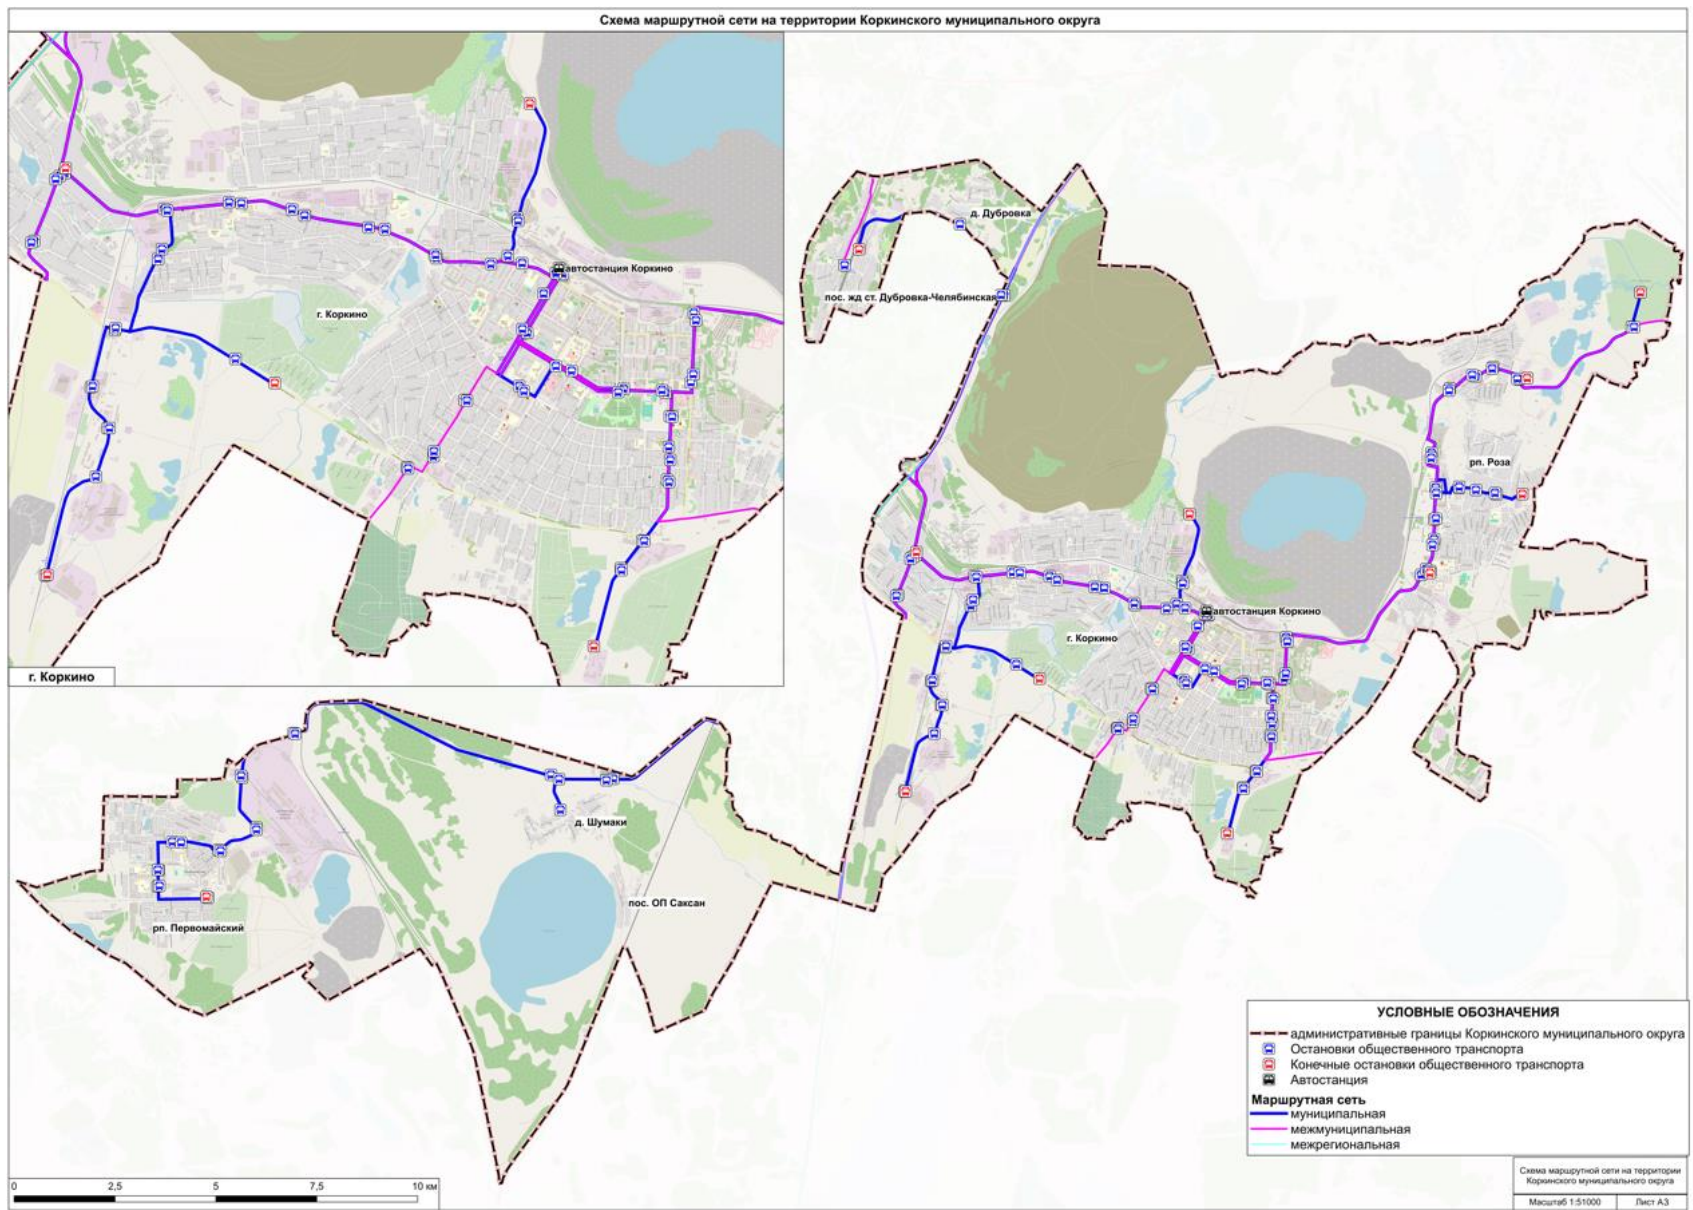 Схема маршрутной сети на территории Коркинского муниципального округа
автостанция Коркино
г. Коркино
г. Коркино
д. Дубровка
пос. жд ст. Дубровка-Челябинская
рп. Роза
автостанция Коркино
г. Коркино
д. Шумаки
пос. ОП Саксан
рп. Первомайский
УСЛОВНЫЕ ОБОЗНАЧЕНИЯ
административные границы Коркинского муниципального округа
Остановки общественного транспорта
Конечные остановки общественного транспорта
Автостанция
Маршрутная сеть
муниципальная
межмуниципальная
межрегиональная
0 2,5 5 7,5 10 км
Схема маршрутной сети на территории
Коркинского муниципального округа
Масштаб 1:51000 Лист А3